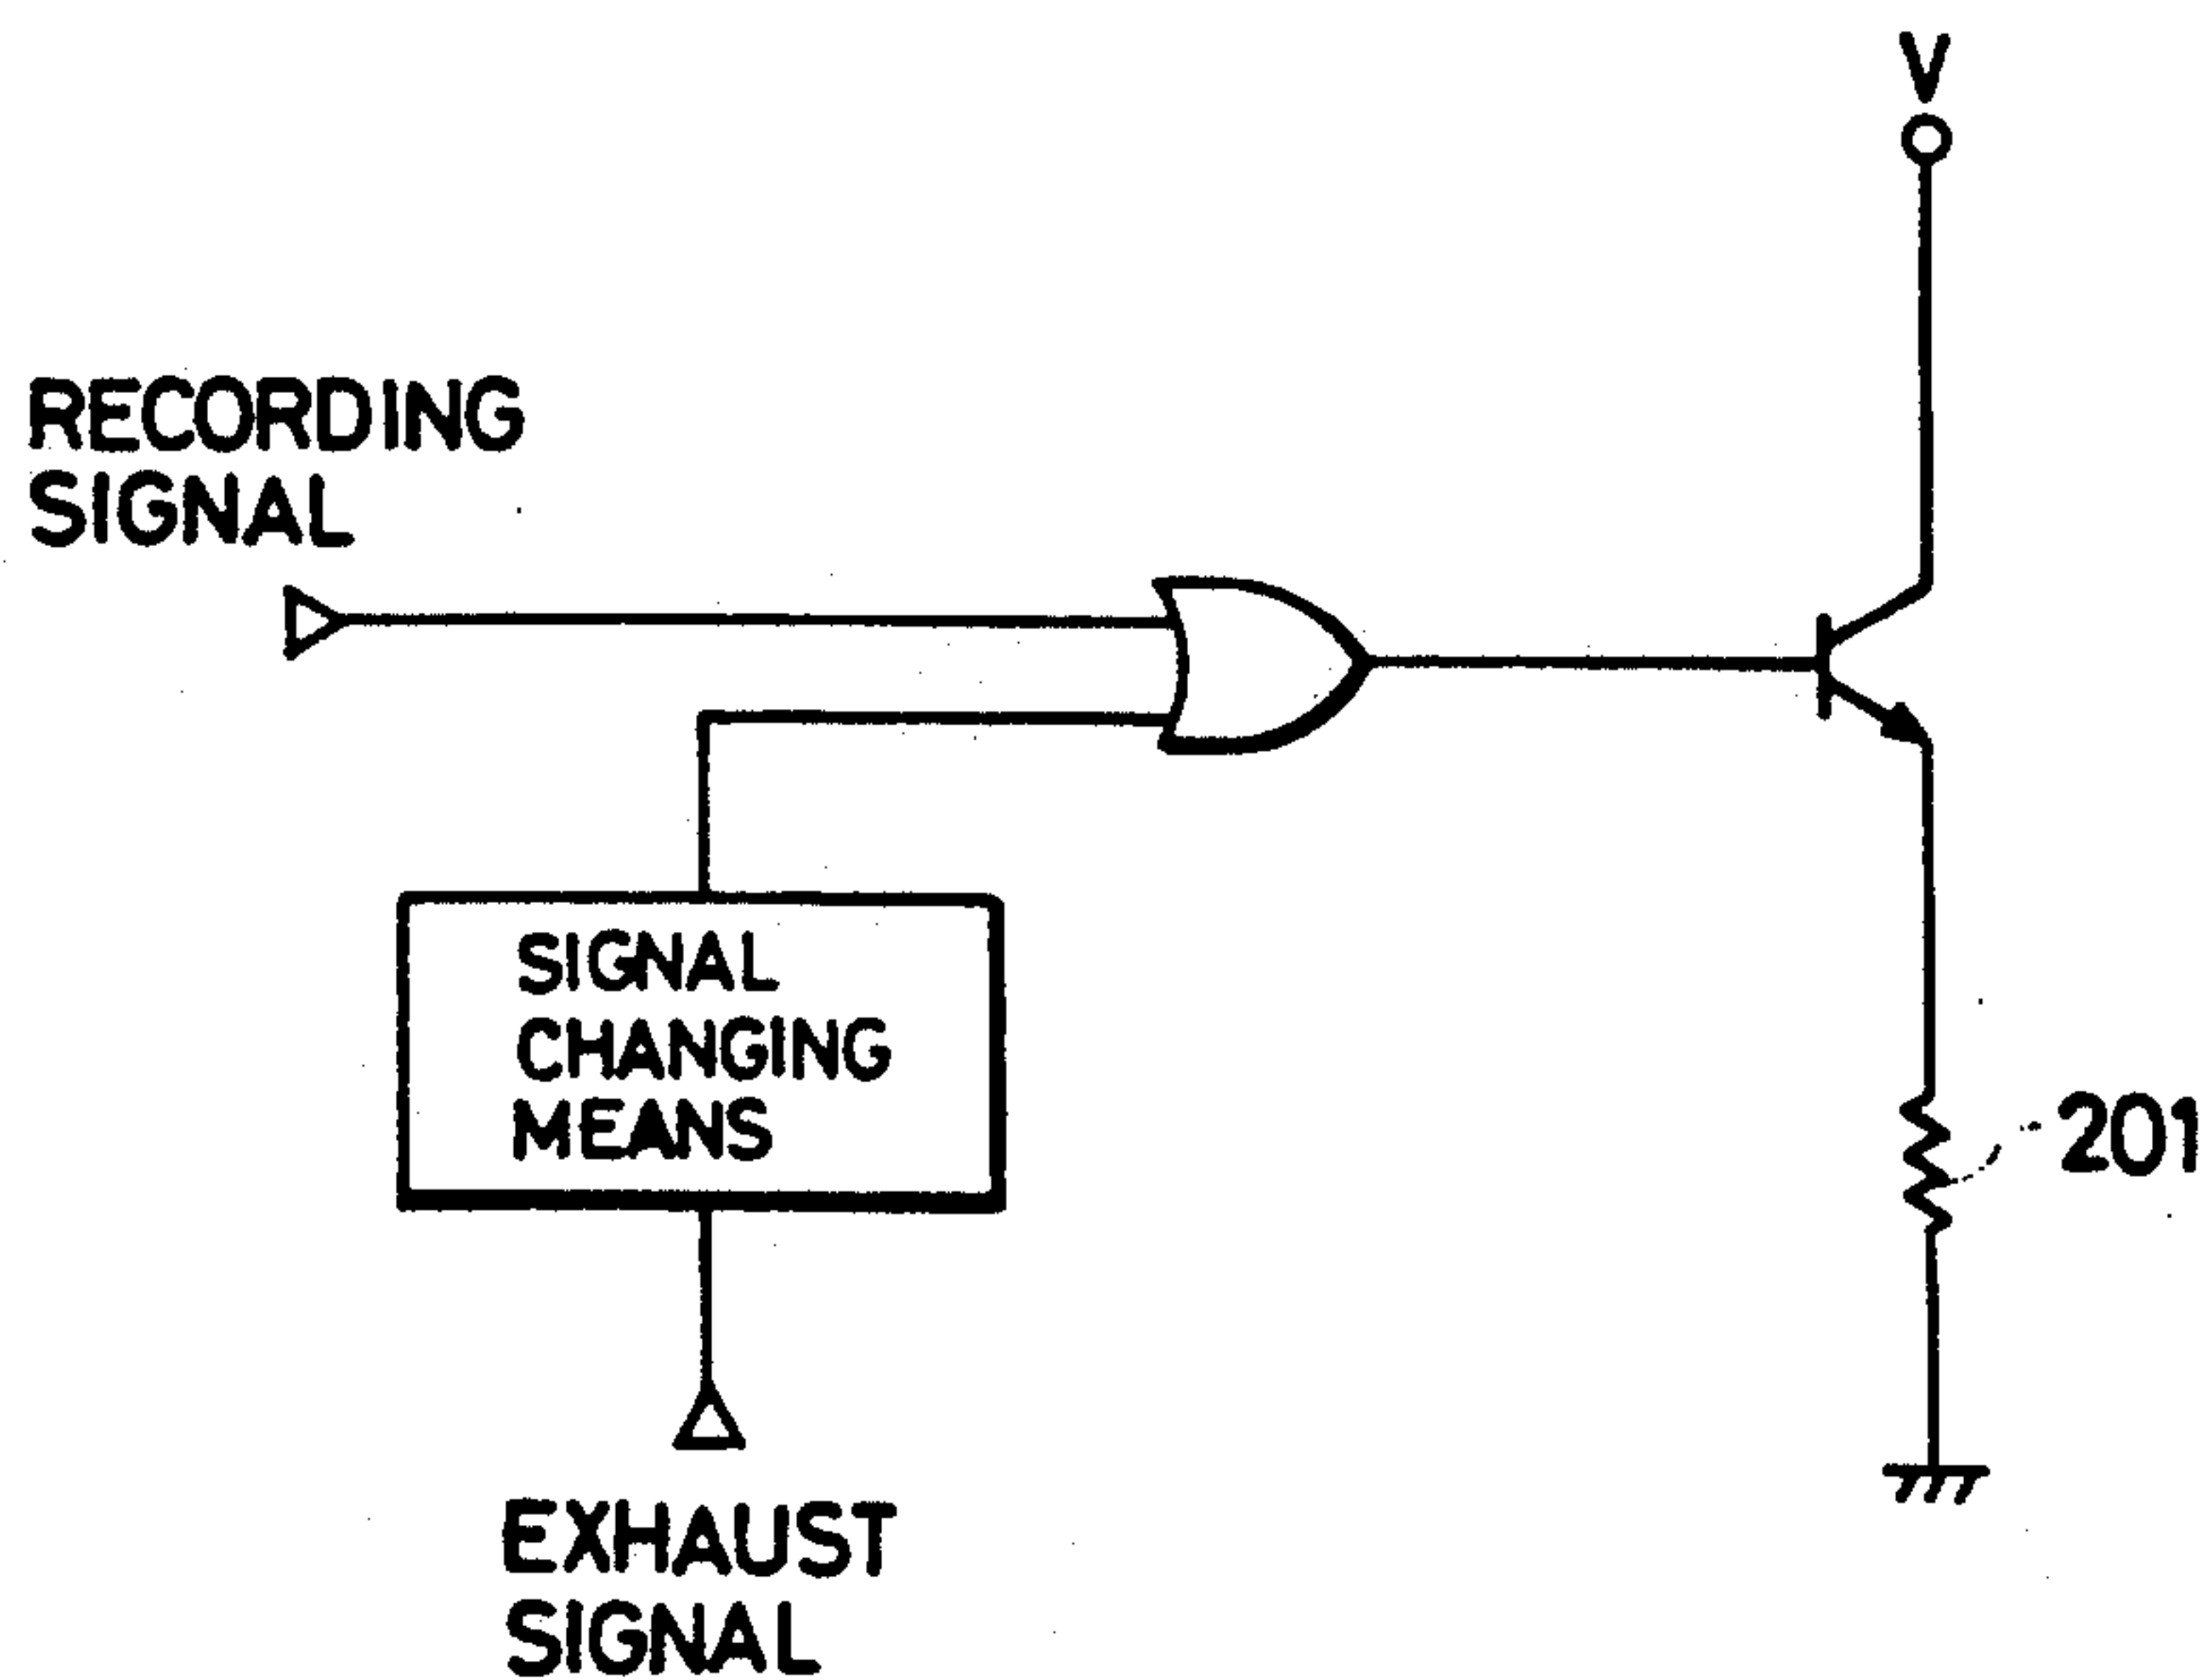 V
RECORDING
SIGNAL
SIGNAL
CHANGING
MEANS
201
EXHAUST
SIGNAL